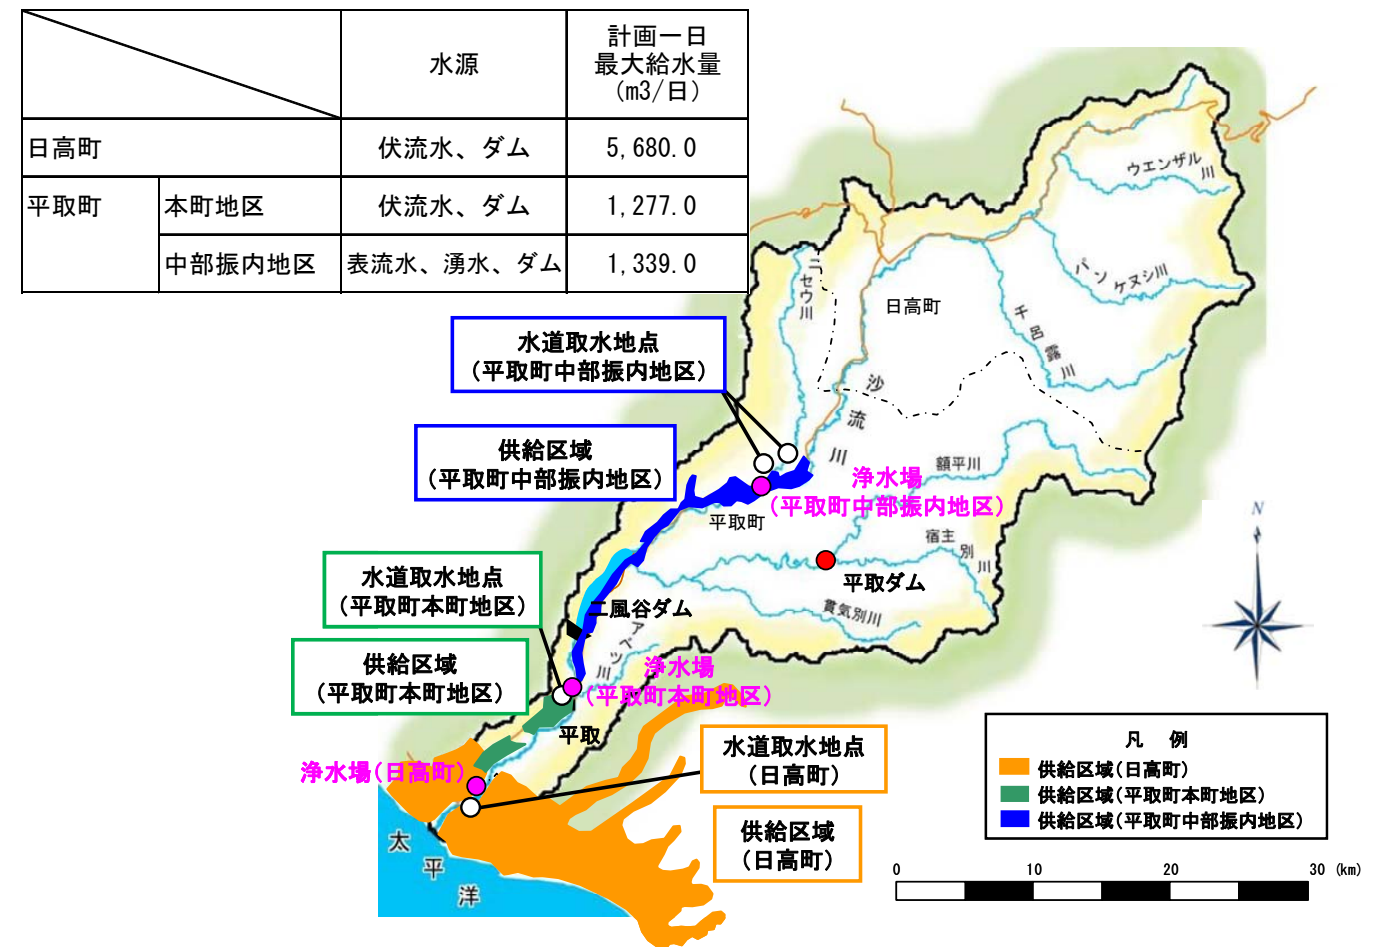 水源
計画一日
最大給水量
(m3/日)
日高町
伏流水、ダム
5,680.0
平取町
本町地区
伏流水、ダム
1,277.0
中部振内地区
表流水、湧水、ダム
1,339.0
ウエンザル川
パンケヌシ川
千呂露川
ニセウ川
日高町
沙流川
水道取水地点
(平取町中部振内地区)
供給区域
(平取町中部振内地区)
額平川
浄水場
(平取町中部振内地区)
平取町
宿主別川
平取ダム
貫気別川
水道取水地点
(平取町本町地区)
二風谷ダム
アベツ川
供給区域
(平取町本町地区)
浄水場
(平取町本町地区)
平取
浄水場(日高町)
水道取水地点
(日高町)
供給区域
(日高町)
太平洋
N
凡 例
供給区域(日高町)
供給区域(平取町本町地区)
供給区域(平取町中部振内地区)
0 10 20 30 (km)